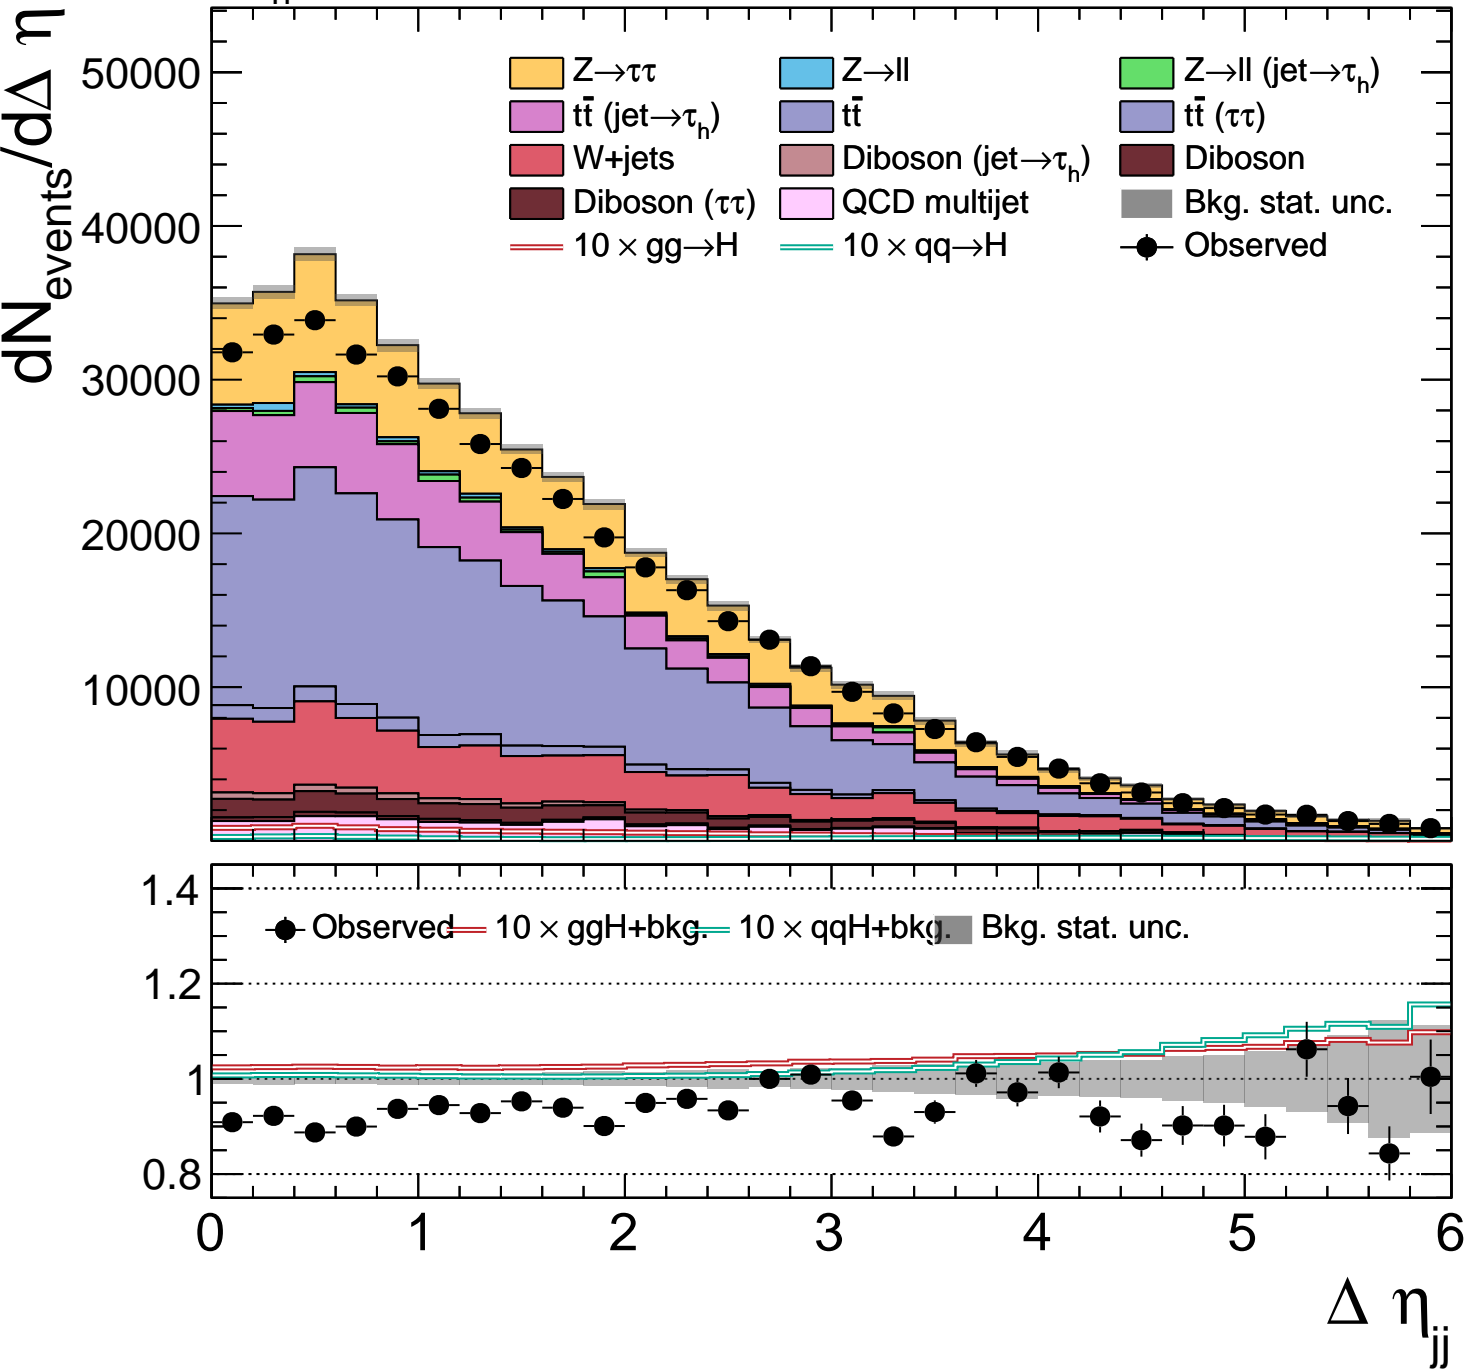 dN_events/dΔ η
50000
40000
30000
20000
10000
Z→ττ Z→ll Z→ll (jet→τ_h)
tt̄ (jet→τ_h) tt̄ tt̄ (ττ)
W+jets Diboson (jet→τ_h) Diboson
Diboson (ττ) QCD multijet Bkg. stat. unc.
10 × gg→H 10 × qq→H Observed
1.4
1.2
1
0.8
Observed 10 × ggH+bkg. 10 × qqH+bkg. Bkg. stat. unc.
0 1 2 3 4 5 6
Δ η_jj